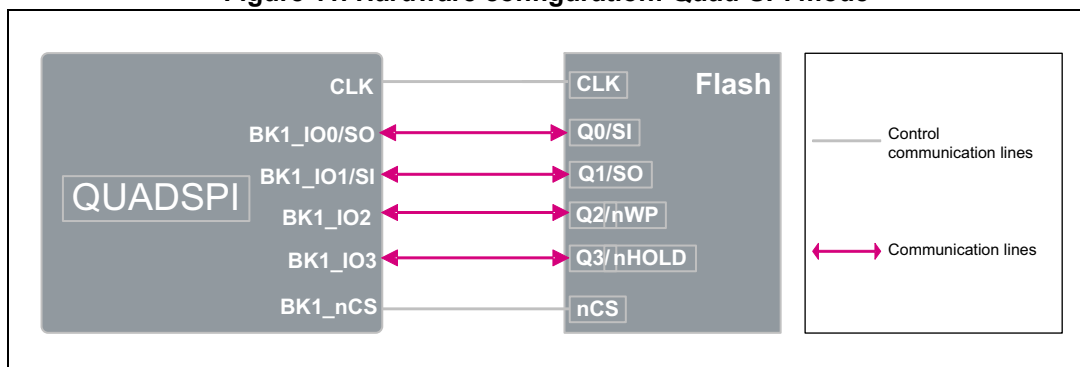 CLK
CLK
Flash
BK1_IO0/SO
Q0/SI
BK1_IO1/SI
Q1/SO
QUADSPI
BK1_IO2
Q2/nWP
BK1_IO3
Q3/nHOLD
BK1_nCS
nCS
Control
communication lines
Communication lines